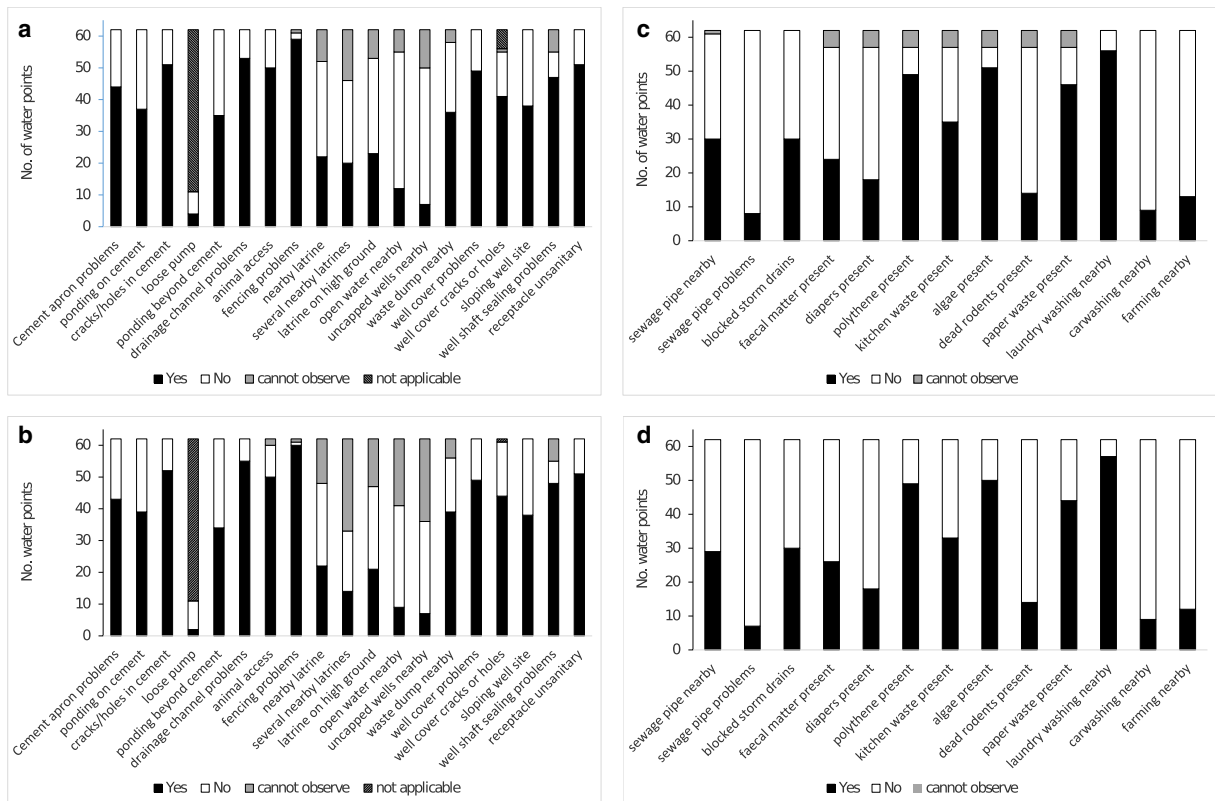 a
No. of water points
60
50
40
30
20
10
0
Cement apron problems
ponding on cement
cracks/holes in cement
loose pump
ponding beyond cement
drainage channel problems
animal access
fencing problems
nearby latrine
several nearby latrines
latrine on high ground
open water nearby
uncapped wells nearby
waste dump nearby
well cover problems
well cover cracks or holes
sloping well site
well shaft sealing problems
receptacle unsanitary
Yes No cannot observe not applicable
c
No. of water points
60
50
40
30
20
10
0
sewage pipe nearby
sewage pipe problems
blocked storm drains
faecal matter present
diapers present
polythene present
kitchen waste present
algae present
dead rodents present
paper waste present
laundry washing nearby
carwashing nearby
farming nearby
Yes No cannot observe
b
No. water points
60
50
40
30
20
10
0
Cement apron problems
ponding on cement
cracks/holes in cement
loose pump
ponding beyond cement
drainage channel problems
animal access
fencing problems
nearby latrine
several nearby latrines
latrine on high ground
open water nearby
uncapped wells nearby
waste dump nearby
well cover problems
well cover cracks or holes
sloping well site
well shaft sealing problems
receptacle unsanitary
Yes No cannot observe not applicable
d
No. water points
60
50
40
30
20
10
0
sewage pipe nearby
sewage pipe problems
blocked storm drains
faecal matter present
diapers present
polythene present
kitchen waste present
algae present
dead rodents present
paper waste present
laundry washing nearby
carwashing nearby
farming nearby
Yes No cannot observe